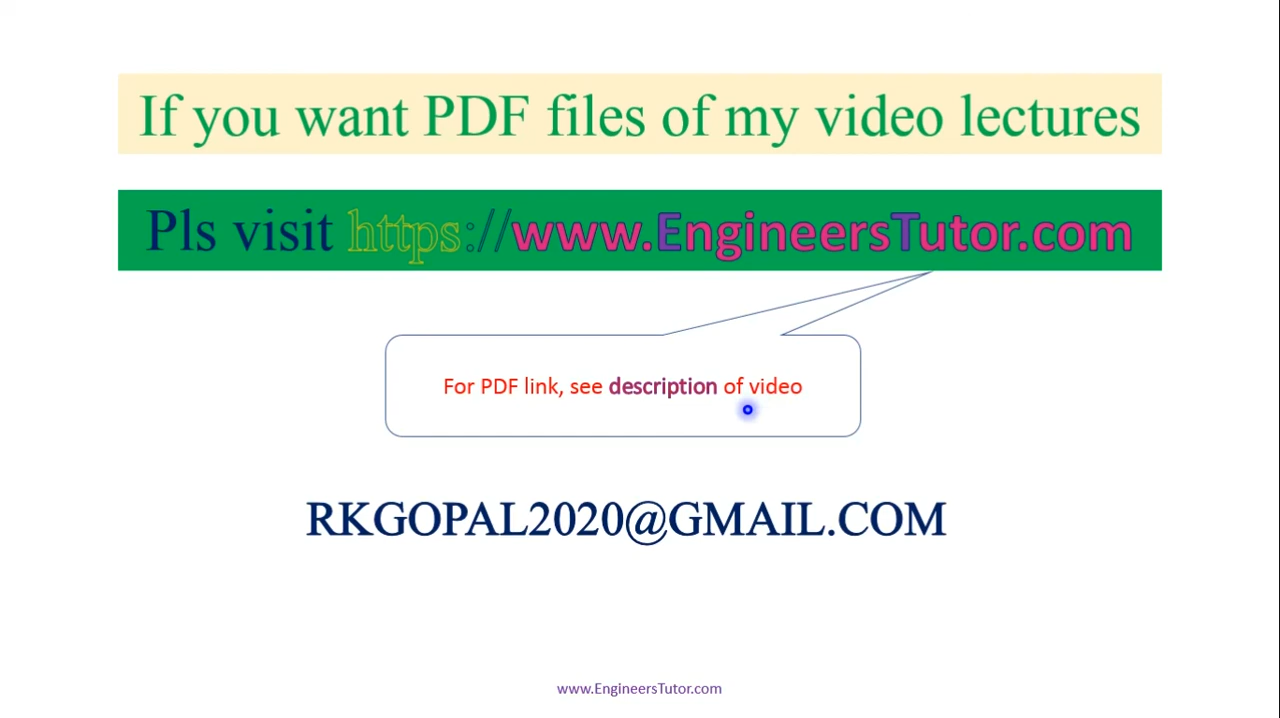 If you want PDF files of my video lectures
Pls visit https://www.EngineersTutor.com
For PDF link, see description of video
RKGOPAL2020@GMAIL.COM
www.EngineersTutor.com